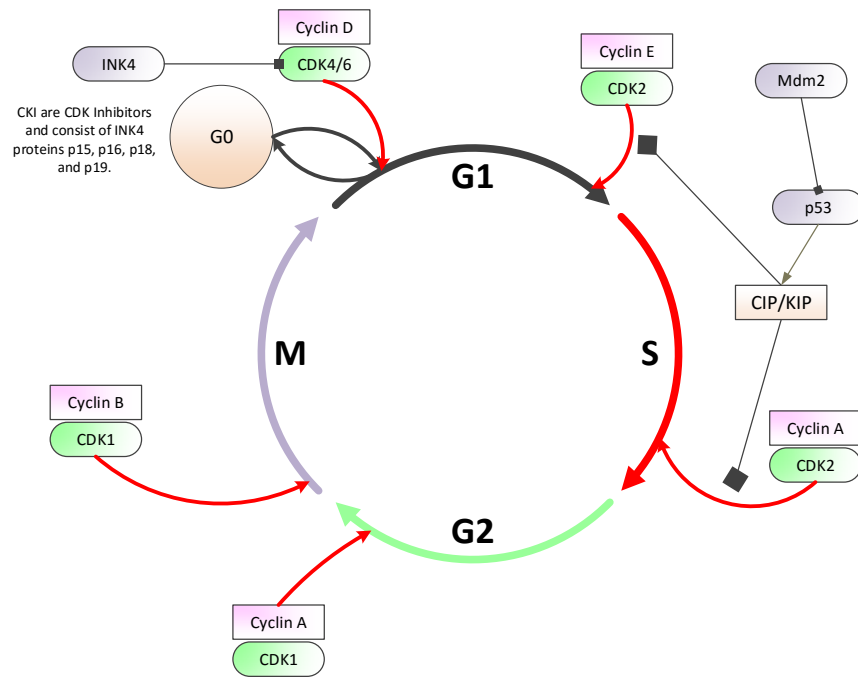 Cyclin D
CDK4/6
INK4
Cyclin E
CDK2
Mdm2
CKI are CDK Inhibitors
and consist of INK4
proteins p15, p16, p18,
and p19.
G0
G1
p53
CIP/KIP
M
S
Cyclin B
CDK1
Cyclin A
CDK2
G2
Cyclin A
CDK1